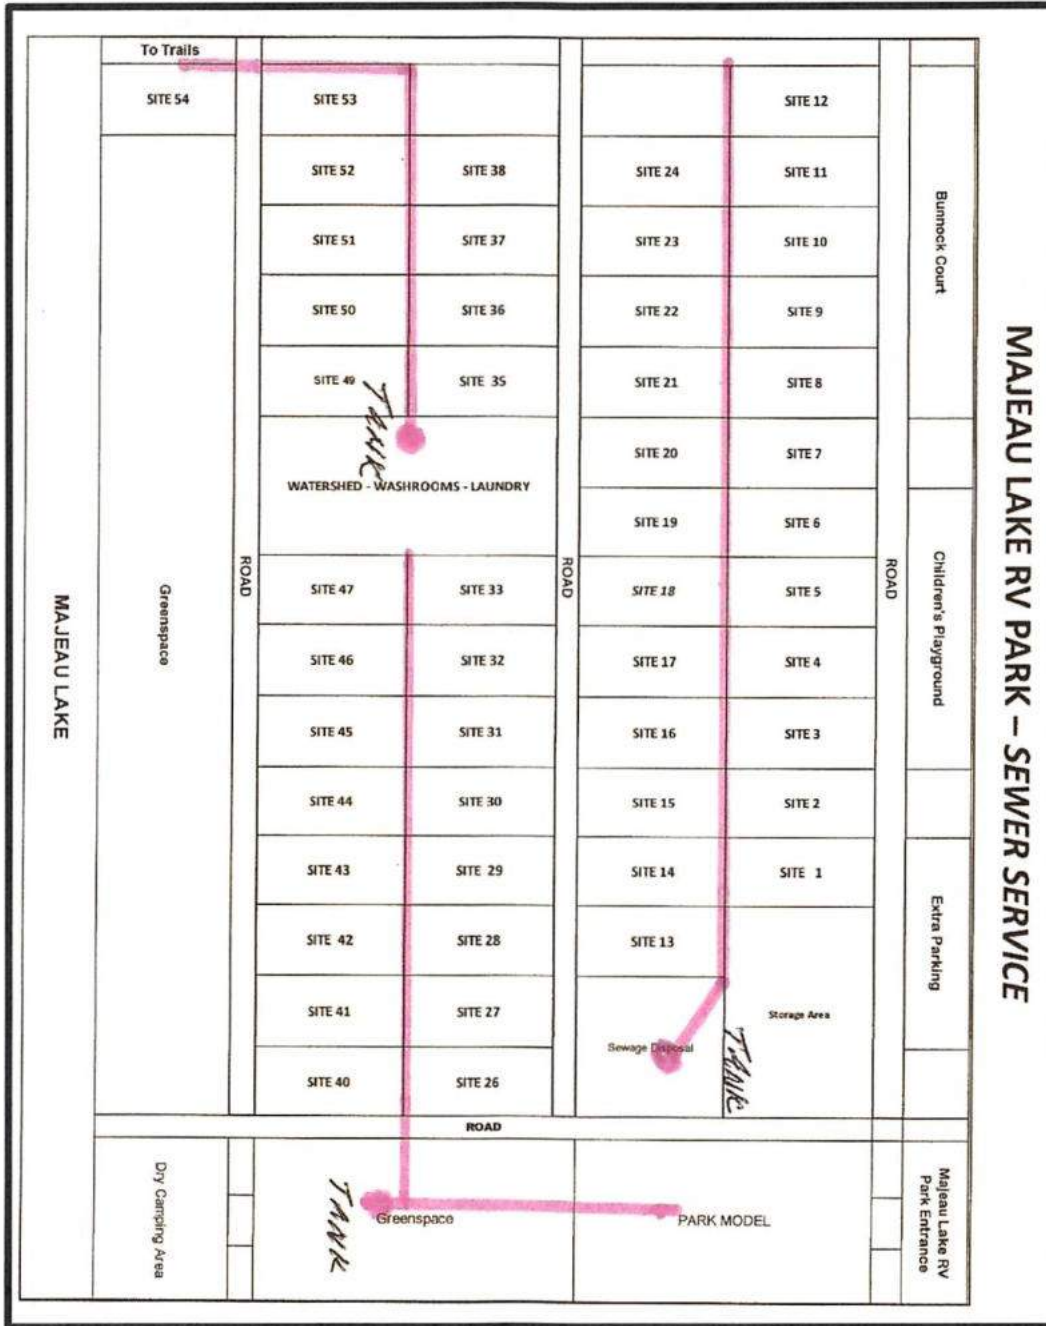 MAJEAU LAKE RV PARK – SEWER SERVICE
To Trails
SITE 54
SITE 53
SITE 12
SITE 52
SITE 38
SITE 24
SITE 11
SITE 51
SITE 37
SITE 23
SITE 10
SITE 50
SITE 36
SITE 22
SITE 9
SITE 49
SITE 35
SITE 21
SITE 8
Bunnock Court
TANK
WATERSHED - WASHROOMS - LAUNDRY
SITE 20
SITE 7
SITE 19
SITE 6
ROAD
ROAD
ROAD
SITE 47
SITE 33
SITE 18
SITE 5
Children's Playground
MAJEAU LAKE
Greenspace
SITE 46
SITE 32
SITE 17
SITE 4
SITE 45
SITE 31
SITE 16
SITE 3
SITE 44
SITE 30
SITE 15
SITE 2
SITE 43
SITE 29
SITE 14
SITE 1
SITE 42
SITE 28
SITE 13
Extra Parking
SITE 41
SITE 27
Storage Area
Sewage Disposal
TANK
SITE 40
SITE 26
ROAD
Dry Camping Area
TANK
Greenspace
PARK MODEL
Majeau Lake RV
Park Entrance